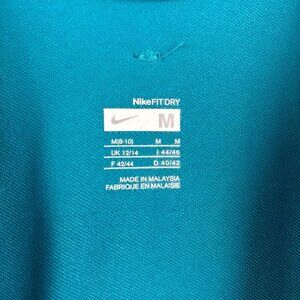 NikeFITDRY
M
M(8-10) M M
UK 12/14 I : 44/46
F 42/44 D 40/42
MADE IN MALAYSIA
FABRIQUE EN MALAISIE